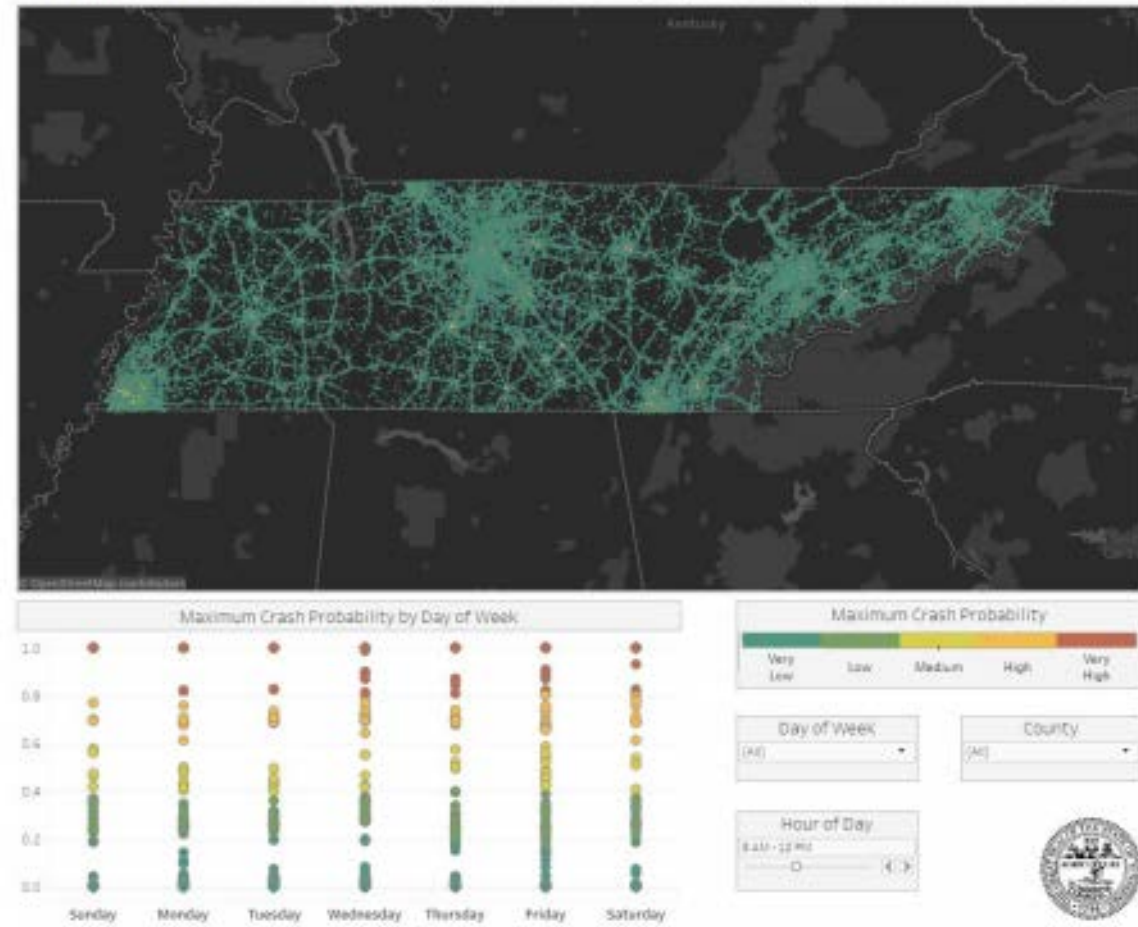 Kentucky
© OpenStreetMap contributors
Maximum Crash Probability by Day of Week
1.0
0.8
0.6
0.4
0.2
0.0
Sunday Monday Tuesday Wednesday Thursday Friday Saturday
Maximum Crash Probability
Very Low Low Medium High Very High
Day of Week
(All)
County
(All)
Hour of Day